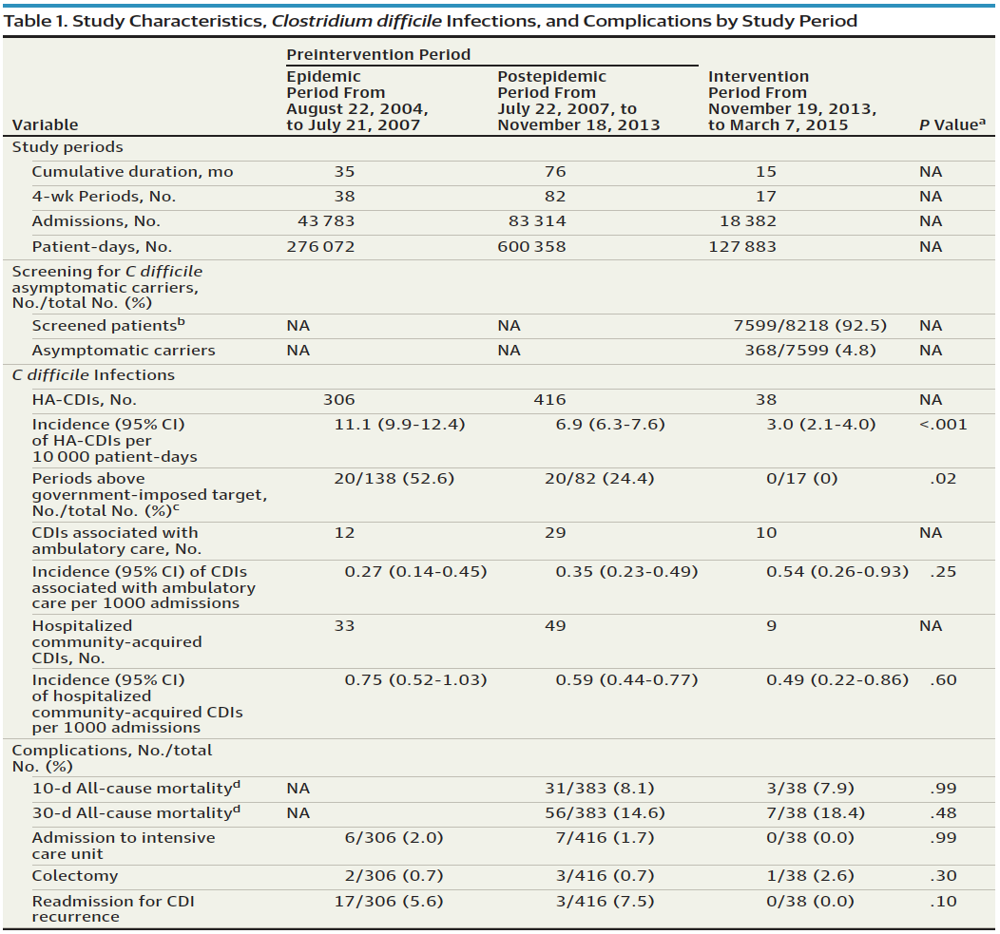 Table 1. Study Characteristics, Clostridium difficile Infections, and Complications by Study Period
Preintervention Period
Variable Epidemic Period From August 22, 2004, to July 21, 2007 Postepidemic Period From July 22, 2007, to November 18, 2013 Intervention Period From November 19, 2013, to March 7, 2015 P Valueᵃ
Study periods
Cumulative duration, mo 35 76 15 NA
4-wk Periods, No. 38 82 17 NA
Admissions, No. 43 783 83 314 18 382 NA
Patient-days, No. 276 072 600 358 127 883 NA
Screening for C difficile
asymptomatic carriers,
No./total No. (%)
Screened patientsᵇ NA NA 7599/8218 (92.5) NA
Asymptomatic carriers NA NA 368/7599 (4.8) NA
C difficile Infections
HA-CDIs, No. 306 416 38 NA
Incidence (95% CI) 11.1 (9.9-12.4) 6.9 (6.3-7.6) 3.0 (2.1-4.0) <.001
of HA-CDIs per
10 000 patient-days
Periods above 20/138 (52.6) 20/82 (24.4) 0/17 (0) .02
government-imposed target,
No./total No. (%)ᶜ
CDIs associated with 12 29 10 NA
ambulatory care, No.
Incidence (95% CI) of CDIs 0.27 (0.14-0.45) 0.35 (0.23-0.49) 0.54 (0.26-0.93) .25
associated with ambulatory
care per 1000 admissions
Hospitalized 33 49 9 NA
community-acquired
CDIs, No.
Incidence (95% CI) 0.75 (0.52-1.03) 0.59 (0.44-0.77) 0.49 (0.22-0.86) .60
of hospitalized
community-acquired CDIs
per 1000 admissions
Complications, No./total
No. (%)
10-d All-cause mortalityᵈ NA 31/383 (8.1) 3/38 (7.9) .99
30-d All-cause mortalityᵈ NA 56/383 (14.6) 7/38 (18.4) .48
Admission to intensive 6/306 (2.0) 7/416 (1.7) 0/38 (0.0) .99
care unit
Colectomy 2/306 (0.7) 3/416 (0.7) 1/38 (2.6) .30
Readmission for CDI 17/306 (5.6) 3/416 (7.5) 0/38 (0.0) .10
recurrence